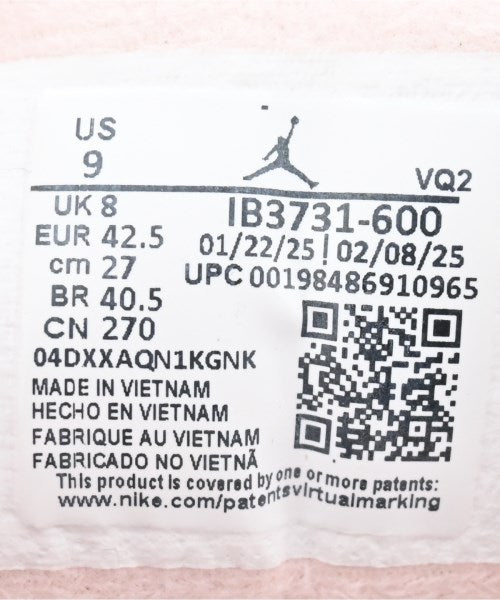 US
9
VQ2
UK 8
IB3731-600
EUR 42.5
01/22/25 | 02/08/25
cm 27
UPC 00198486910965
BR 40.5
CN 270
04DXXAQN1KGNK
MADE IN VIETNAM
HECHO EN VIETNAM
FABRIQUE AU VIETNAM
FABRICADO NO VIETNÃ
This product is covered by one or more patents:
www.nike.com/patentsvirtualmarking